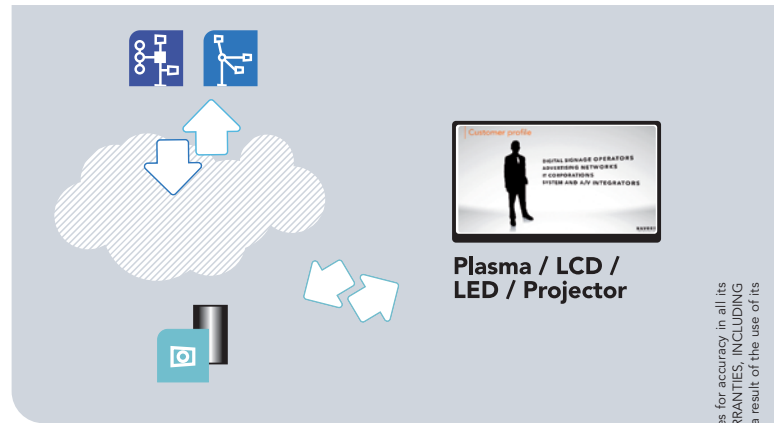 Customer profile
DIGITAL SIGNAGE OPERATORS
ADVERTISING NETWORKS
IT CORPORATIONS
SYSTEM AND A/V INTEGRATORS
Plasma / LCD /
LED / Projector
es for accuracy in all its
RRANTIES, INCLUDING
a result of the use of its